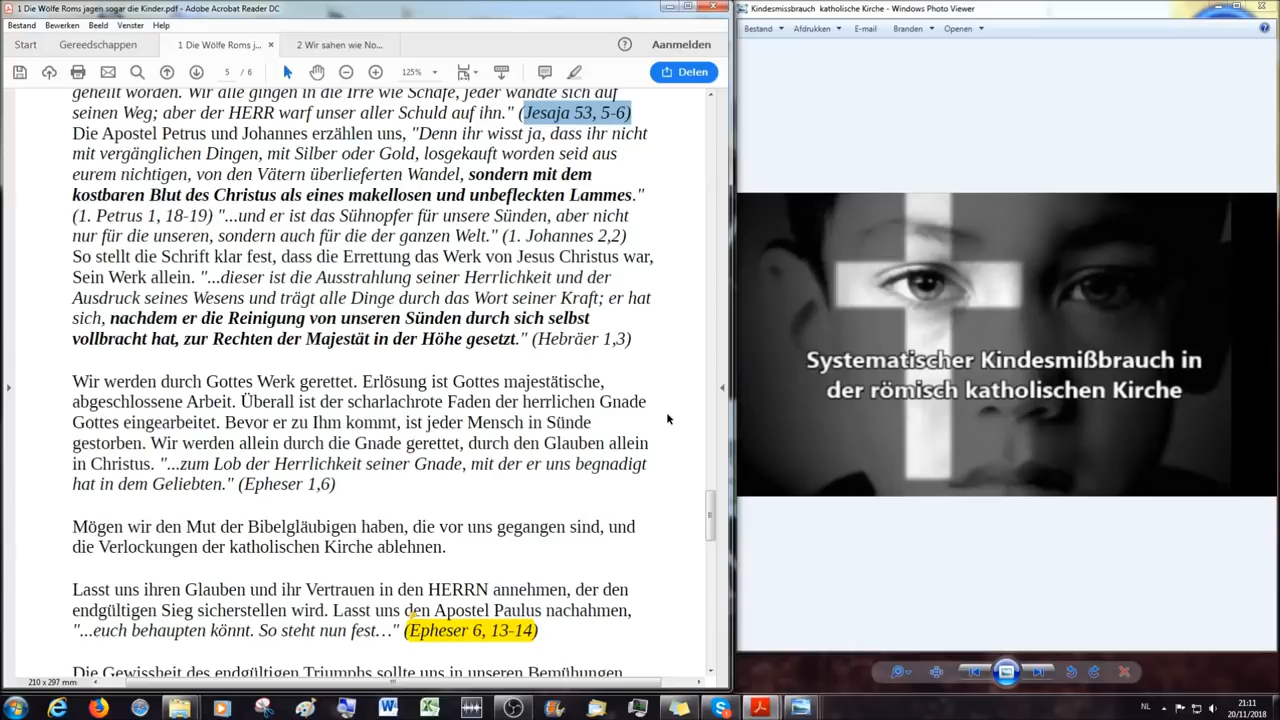 1 Die Wölfe Roms jagen sogar die Kinder.pdf - Adobe Acrobat Reader DC
Bestand Bewerken Beeld Venster Help
Start Gereedschappen 1 Die Wölfe Roms j... × 2 Wir sahen wie No... Aanmelden
5 / 6 125% Delen
geheilt worden. Wir alle gingen in die Irre wie Schafe, jeder wandte sich auf
seinen Weg; aber der HERR warf unser aller Schuld auf ihn." (Jesaja 53, 5-6)
Die Apostel Petrus und Johannes erzählen uns, "Denn ihr wisst ja, dass ihr nicht
mit vergänglichen Dingen, mit Silber oder Gold, losgekauft worden seid aus
eurem nichtigen, von den Vätern überlieferten Wandel, sondern mit dem
kostbaren Blut des Christus als eines makellosen und unbefleckten Lammes."
(1. Petrus 1, 18-19) "...und er ist das Sühnopfer für unsere Sünden, aber nicht
nur für die unseren, sondern auch für die der ganzen Welt." (1. Johannes 2,2)
So stellt die Schrift klar fest, dass die Errettung das Werk von Jesus Christus war,
Sein Werk allein. "...dieser ist die Ausstrahlung seiner Herrlichkeit und der
Ausdruck seines Wesens und trägt alle Dinge durch das Wort seiner Kraft; er hat
sich, nachdem er die Reinigung von unseren Sünden durch sich selbst
vollbracht hat, zur Rechten der Majestät in der Höhe gesetzt." (Hebräer 1,3)
Wir werden durch Gottes Werk gerettet. Erlösung ist Gottes majestätische,
abgeschlossene Arbeit. Überall ist der scharlachrote Faden der herrlichen Gnade
Gottes eingearbeitet. Bevor er zu Ihm kommt, ist jeder Mensch in Sünde
gestorben. Wir werden allein durch die Gnade gerettet, durch den Glauben allein
in Christus. "...zum Lob der Herrlichkeit seiner Gnade, mit der er uns begnadigt
hat in dem Geliebten." (Epheser 1,6)
Mögen wir den Mut der Bibelgläubigen haben, die vor uns gegangen sind, und
die Verlockungen der katholischen Kirche ablehnen.
Lasst uns ihren Glauben und ihr Vertrauen in den HERRN annehmen, der den
endgültigen Sieg sicherstellen wird. Lasst uns den Apostel Paulus nachahmen,
"...euch behaupten könnt. So steht nun fest…" (Epheser 6, 13-14)
Die Gewissheit des endgültigen Triumphs sollte uns in unseren Bemühungen
210 x 297 mm
Kindesmissbrauch katholische Kirche - Windows Photo Viewer
Bestand Afdrukken E-mail Branden Openen
Systematischer Kindesmißbrauch in
der römisch katholischen Kirche
NL 21:11
20/11/2018